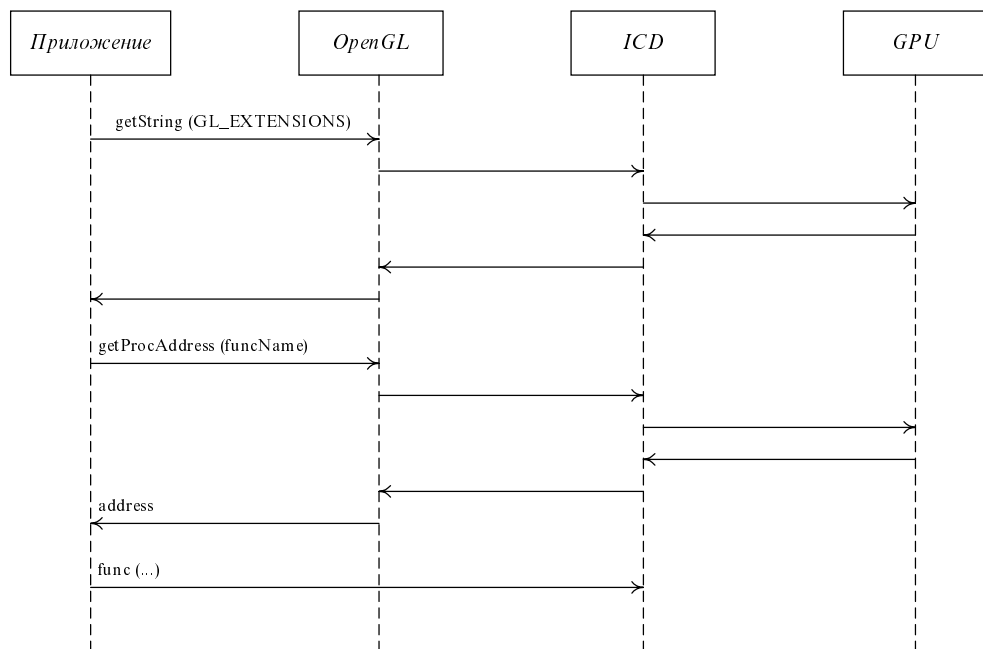 Приложение
OpenGL
ICD
GPU
getString (GL_EXTENSIONS)
getProcAddress (funcName)
address
func (...)